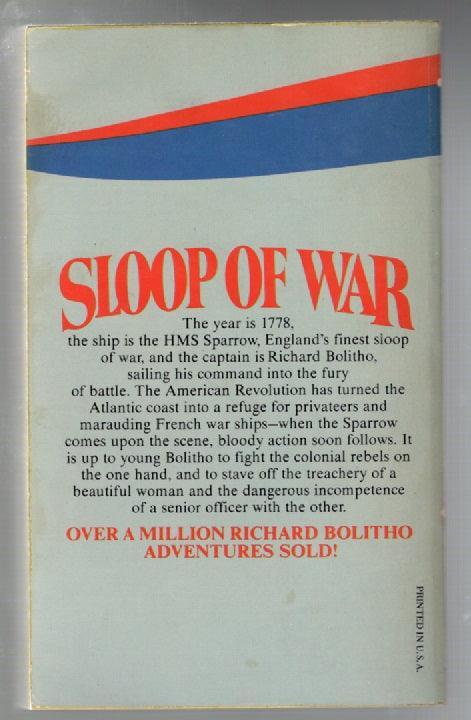 SLOOP OF WAR
The year is 1778,
the ship is the HMS Sparrow, England's finest sloop
of war, and the captain is Richard Bolitho,
sailing his command into the fury
of battle. The American Revolution has turned the
Atlantic coast into a refuge for privateers and
marauding French war ships—when the Sparrow
comes upon the scene, bloody action soon follows. It
is up to young Bolitho to fight the colonial rebels on
the one hand, and to stave off the treachery of a
beautiful woman and the dangerous incompetence
of a senior officer with the other.
OVER A MILLION RICHARD BOLITHO
ADVENTURES SOLD!
PRINTED IN U.S.A.